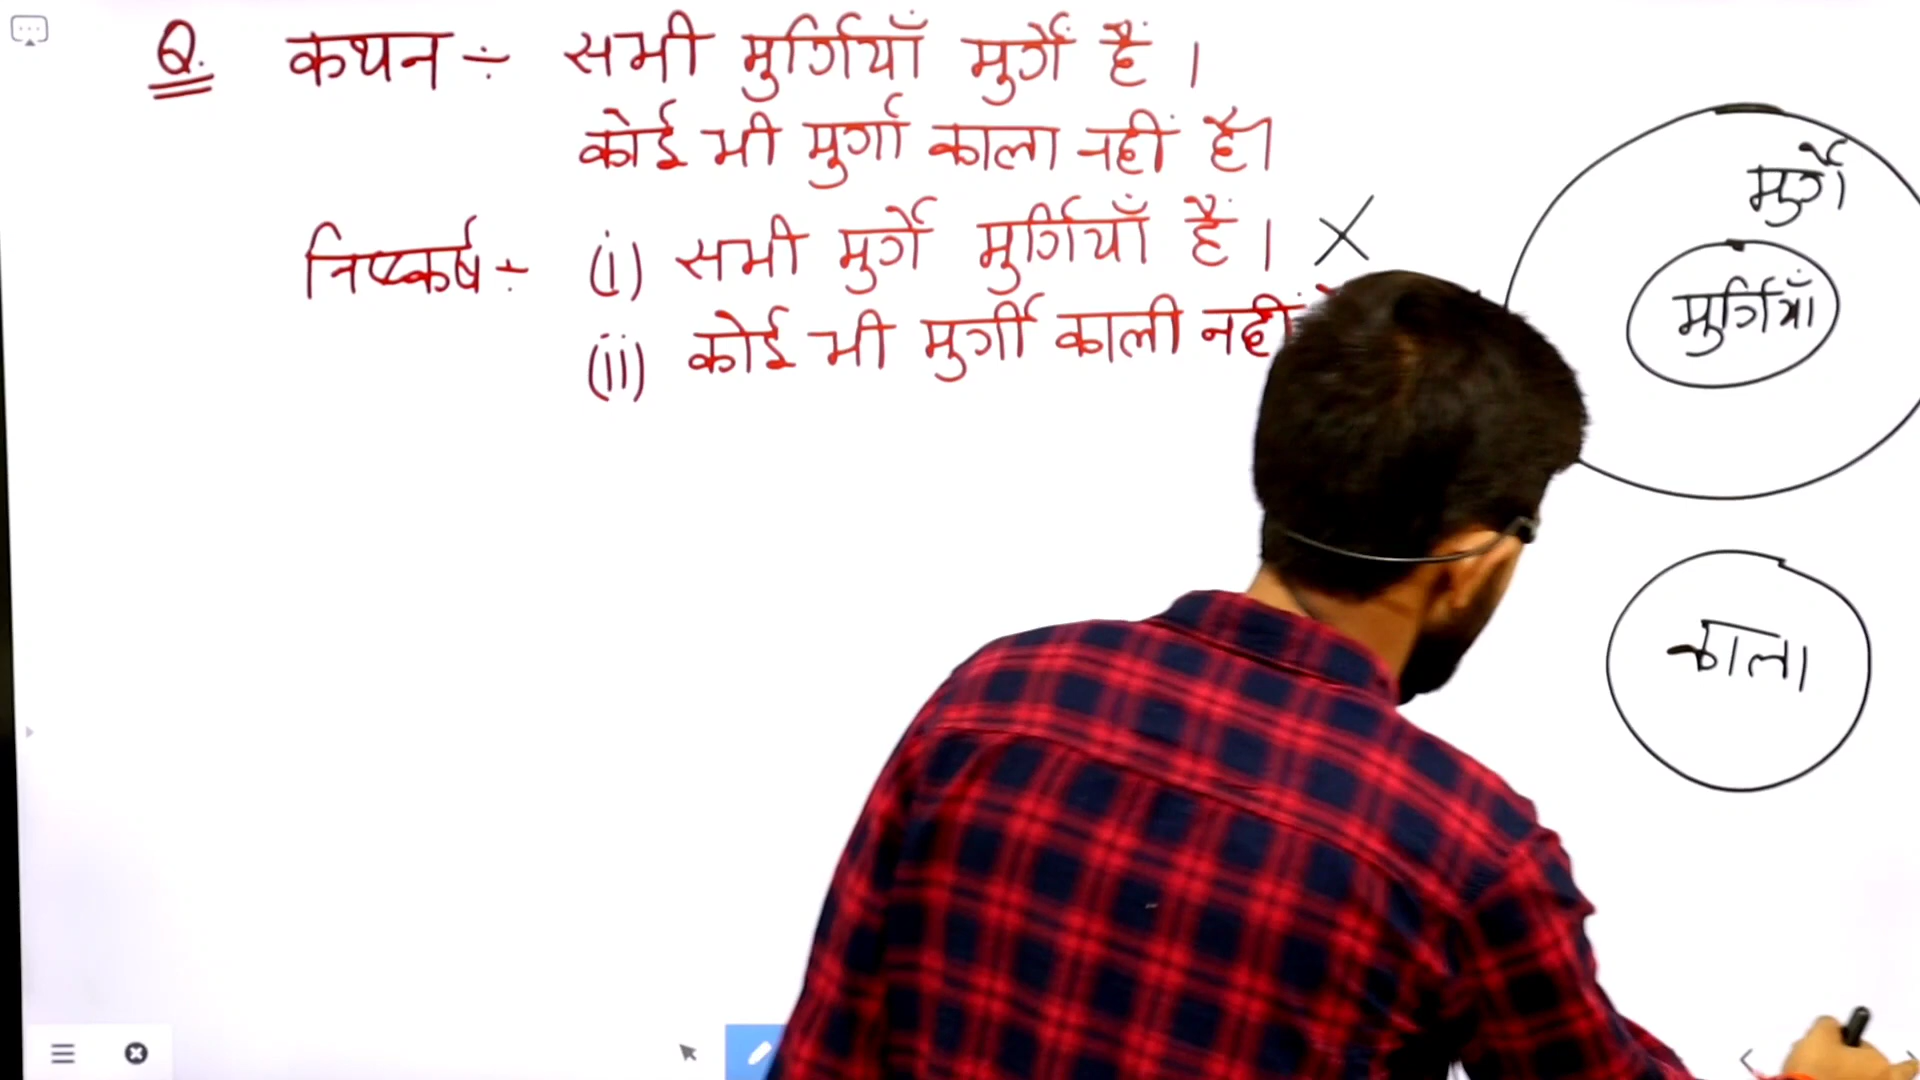 Q. कथन ÷ सभी मुर्गियाँ मुर्गे हैं ।
कोई भी मुर्गा काला नहीं है।
निष्कर्ष ÷ (i) सभी मुर्गे मुर्गियाँ हैं । ×
(ii) कोई भी मुर्गी काली नहीं
मुर्गे
मुर्गियाँ
काला